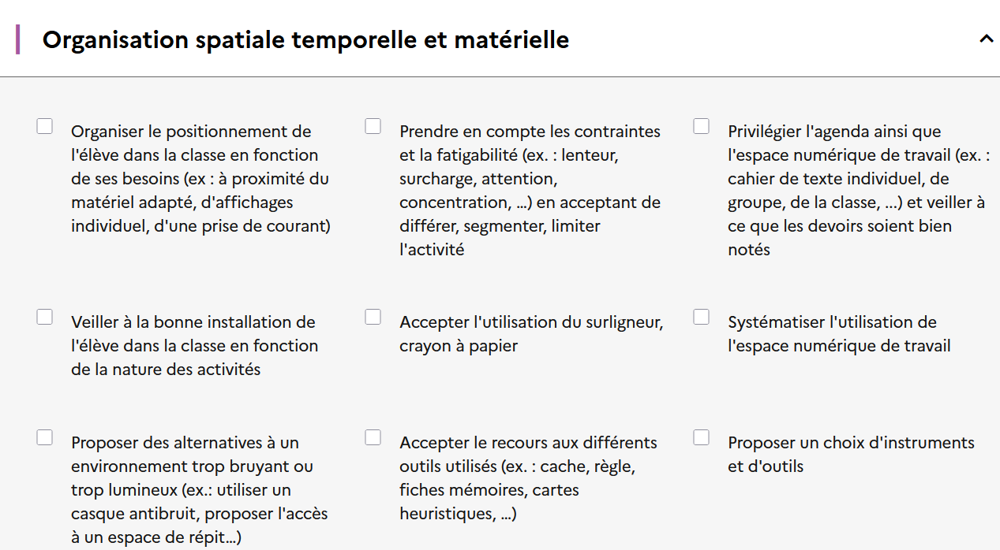 Organisation spatiale temporelle et matérielle
Organiser le positionnement de
l'élève dans la classe en fonction
de ses besoins (ex : à proximité du
matériel adapté, d'affichages
individuel, d'une prise de courant)
Prendre en compte les contraintes
et la fatigabilité (ex. : lenteur,
surcharge, attention,
concentration, ...) en acceptant de
différer, segmenter, limiter
l'activité
Privilégier l'agenda ainsi que
l'espace numérique de travail (ex. :
cahier de texte individuel, de
groupe, de la classe, ...) et veiller à
ce que les devoirs soient bien
notés
Veiller à la bonne installation de
l'élève dans la classe en fonction
de la nature des activités
Accepter l'utilisation du surligneur,
crayon à papier
Systématiser l'utilisation de
l'espace numérique de travail
Proposer des alternatives à un
environnement trop bruyant ou
trop lumineux (ex.: utiliser un
casque antibruit, proposer l'accès
à un espace de répit...)
Accepter le recours aux différents
outils utilisés (ex. : cache, règle,
fiches mémoires, cartes
heuristiques, ...)
Proposer un choix d'instruments
et d'outils